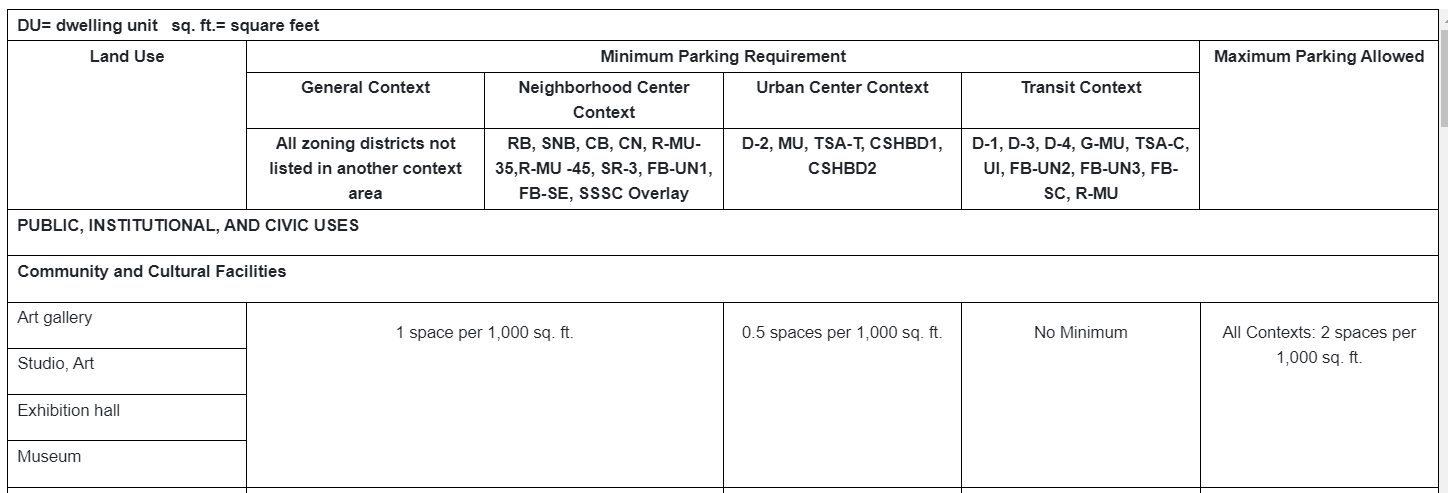 DU= dwelling unit   sq. ft.= square feet
Land Use
Minimum Parking Requirement
Maximum Parking Allowed
General Context
Neighborhood Center
Context
Urban Center Context
Transit Context
All zoning districts not
listed in another context
area
RB, SNB, CB, CN, R-MU-
35,R-MU -45, SR-3, FB-UN1,
FB-SE, SSSC Overlay
D-2, MU, TSA-T, CSHBD1,
CSHBD2
D-1, D-3, D-4, G-MU, TSA-C,
UI, FB-UN2, FB-UN3, FB-
SC, R-MU
PUBLIC, INSTITUTIONAL, AND CIVIC USES
Community and Cultural Facilities
Art gallery
1 space per 1,000 sq. ft.
0.5 spaces per 1,000 sq. ft.
No Minimum
All Contexts: 2 spaces per
1,000 sq. ft.
Studio, Art
Exhibition hall
Museum